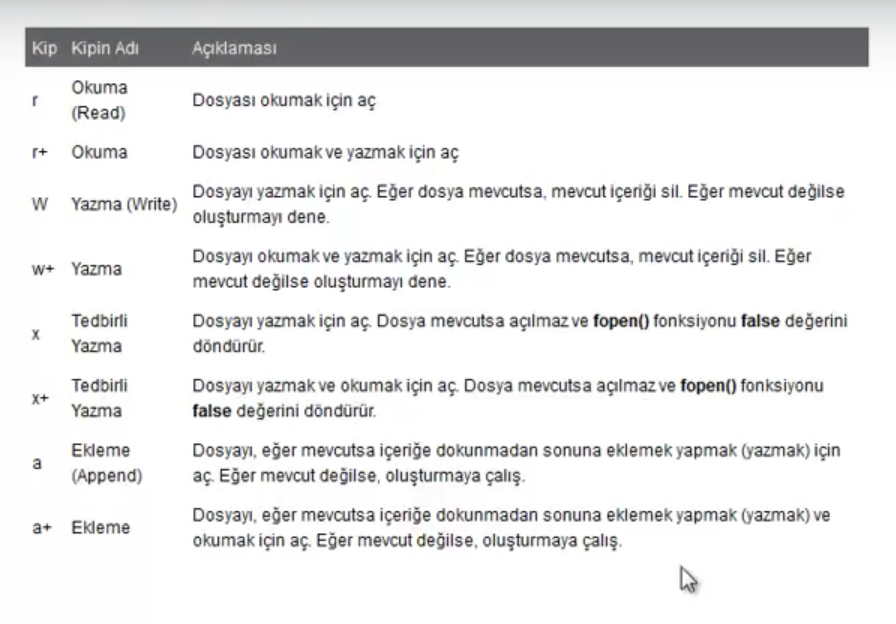 Kip Kipin Adı Açıklaması
r Okuma (Read) Dosyası okumak için aç
r+ Okuma Dosyası okumak ve yazmak için aç
W Yazma (Write) Dosyayı yazmak için aç. Eğer dosya mevcutsa, mevcut içeriği sil. Eğer mevcut değilse
oluşturmayı dene.
w+ Yazma Dosyayı okumak ve yazmak için aç. Eğer dosya mevcutsa, mevcut içeriği sil. Eğer
mevcut değilse oluşturmayı dene.
x Tedbirli Yazma Dosyayı yazmak için aç. Dosya mevcutsa açılmaz ve fopen() fonksiyonu false değerini
döndürür.
x+ Tedbirli Yazma Dosyayı yazmak ve okumak için aç. Dosya mevcutsa açılmaz ve fopen() fonksiyonu
false değerini döndürür.
a Ekleme (Append) Dosyayı, eğer mevcutsa içeriğe dokunmadan sonuna eklemek yapmak (yazmak) için
aç. Eğer mevcut değilse, oluşturmaya çalış.
a+ Ekleme Dosyayı, eğer mevcutsa içeriğe dokunmadan sonuna eklemek yapmak (yazmak) ve
okumak için aç. Eğer mevcut değilse, oluşturmaya çalış.